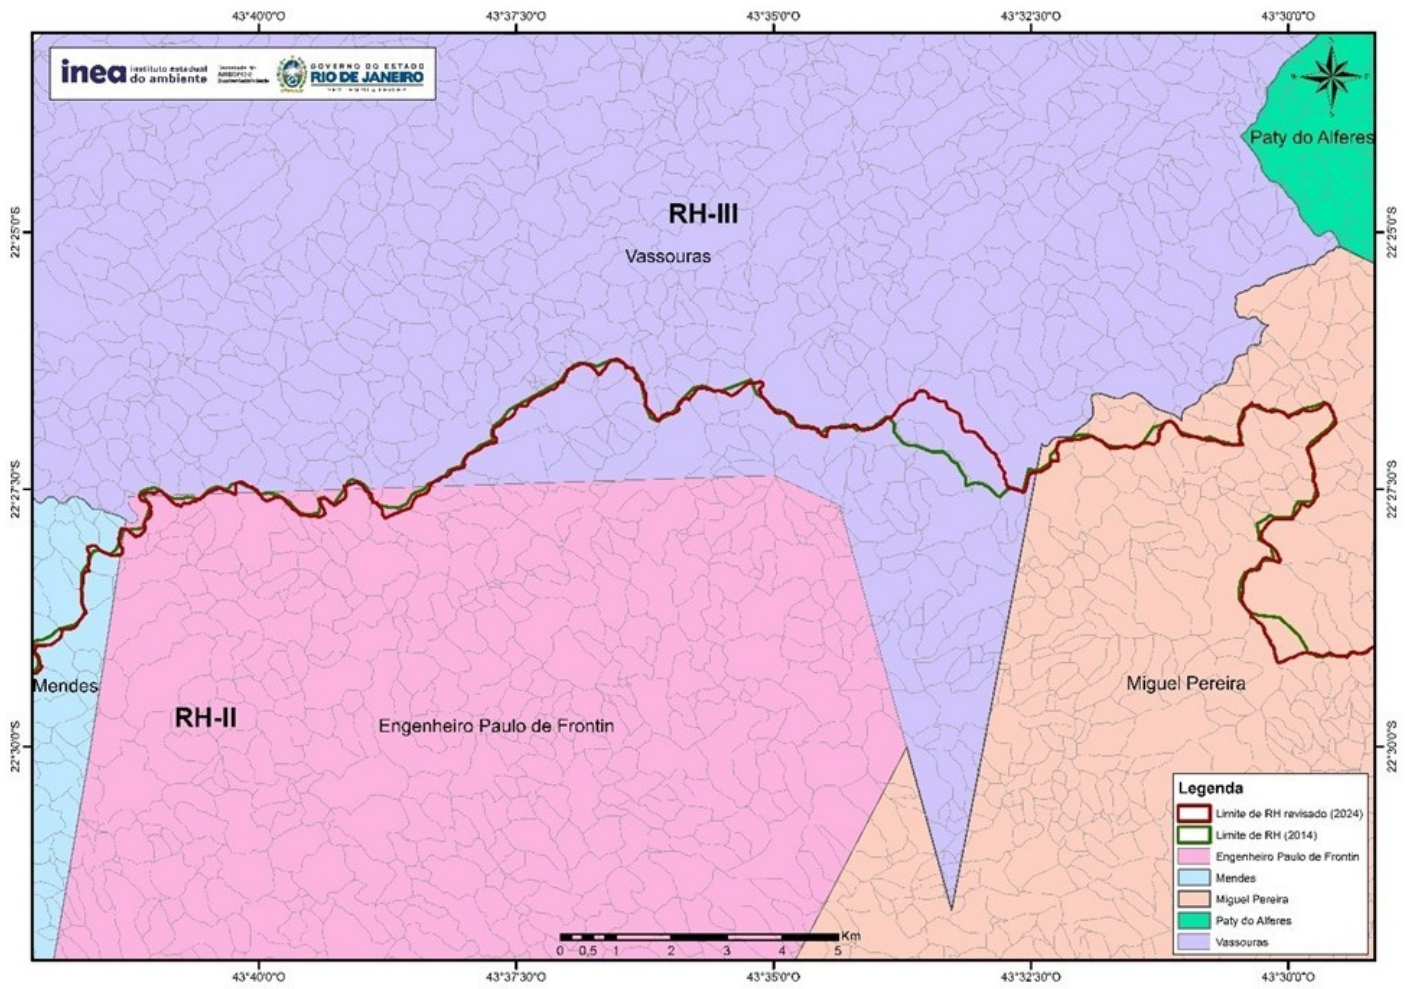 43°40'0"O 43°37'30"O 43°35'0"O 43°32'30"O 43°30'0"O
inea instituto estadual
do ambiente
GOVERNO DO ESTADO
RIO DE JANEIRO
Paty do Alferes
RH-III
Vassouras
22°25'0"S 22°25'0"S
22°27'30"S 22°27'30"S
Mendes
Miguel Pereira
RH-II
Engenheiro Paulo de Frontin
22°30'0"S 22°30'0"S
Legenda
Limite de RH revisado (2024)
Limite de RH (2014)
Engenheiro Paulo de Frontin
Mendes
Miguel Pereira
Paty do Alferes
Vassouras
Km
0 0,5 1 2 3 4 5
43°40'0"O 43°37'30"O 43°35'0"O 43°32'30"O 43°30'0"O